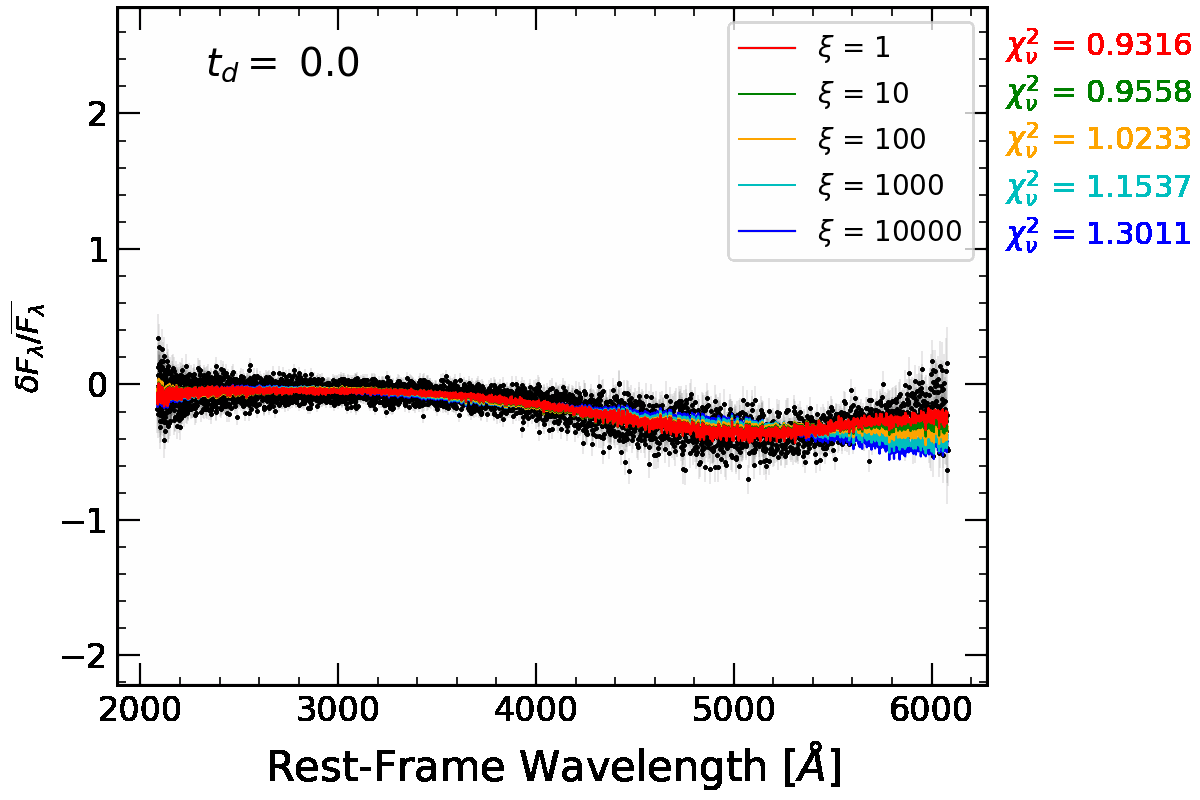 t_d = 0.0
ξ = 1
ξ = 10
ξ = 100
ξ = 1000
ξ = 10000
χ²_ν = 0.9316
χ²_ν = 0.9558
χ²_ν = 1.0233
χ²_ν = 1.1537
χ²_ν = 1.3011
δF_λ/F̅_λ
2
1
0
−1
−2
2000 3000 4000 5000 6000
Rest-Frame Wavelength [Å]